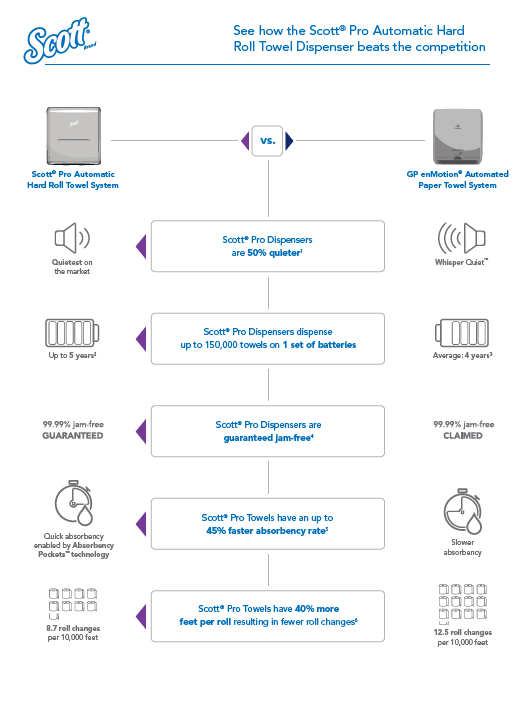 Scott®
Brand
See how the Scott® Pro Automatic Hard
Roll Towel Dispenser beats the competition
vs.
Scott® Pro Automatic
Hard Roll Towel System
GP enMotion® Automated
Paper Towel System
Quietest on
the market
Scott® Pro Dispensers
are 50% quieter¹
Whisper Quiet™
Up to 5 years²
Scott® Pro Dispensers dispense
up to 150,000 towels on 1 set of batteries
Average: 4 years³
99.99% jam-free
GUARANTEED
Scott® Pro Dispensers are
guaranteed jam-free⁴
99.99% jam-free
CLAIMED
Quick absorbency
enabled by Absorbency
Pockets™ technology
Scott® Pro Towels have an up to
45% faster absorbency rate⁵
Slower
absorbency
8.7 roll changes
per 10,000 feet
Scott® Pro Towels have 40% more
feet per roll resulting in fewer roll changes⁶
12.5 roll changes
per 10,000 feet